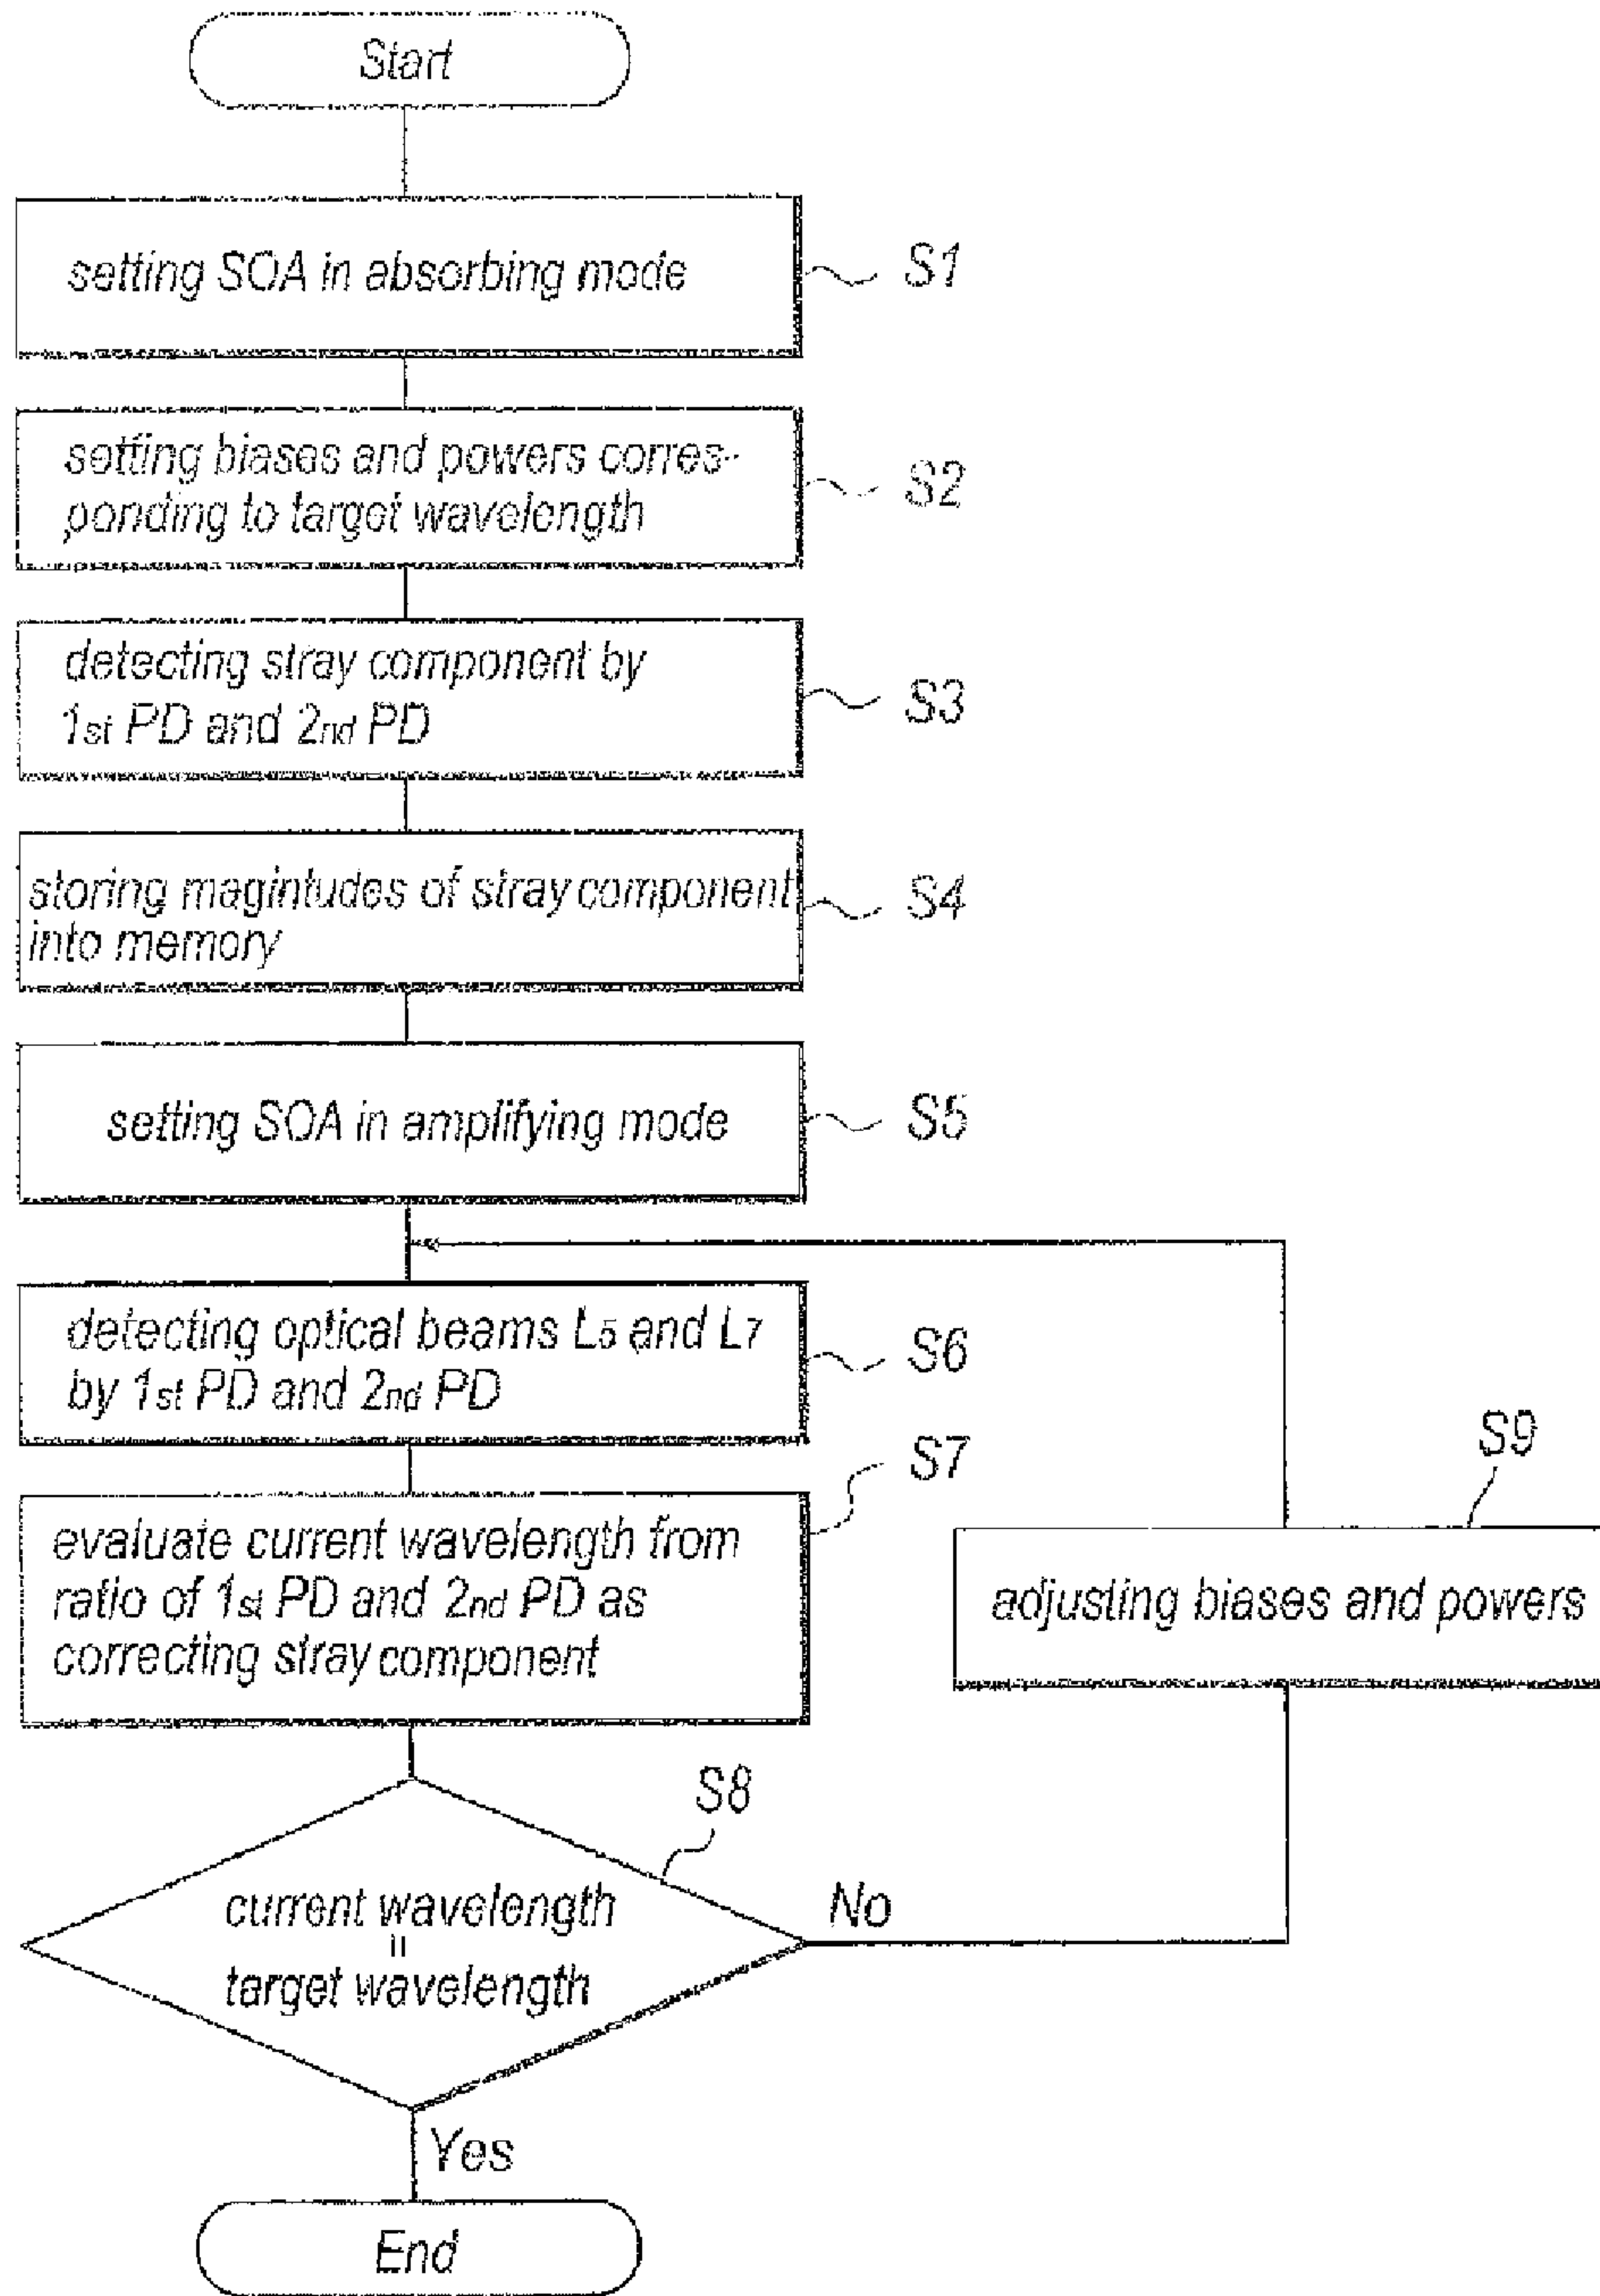 Start
setting SOA in absorbing mode
S1
setting biases and powers corres-
ponding to target wavelength
S2
detecting stray component by
1st PD and 2nd PD
S3
storing magintudes of stray component
into memory
S4
setting SOA in amplifying mode
S5
detecting optical beams L5 and L7
by 1st PD and 2nd PD
S6
evaluate current wavelength from
ratio of 1st PD and 2nd PD as
correcting stray component
S7
S9
adjusting biases and powers
S8
current wavelength
=
target wavelength
No
Yes
End